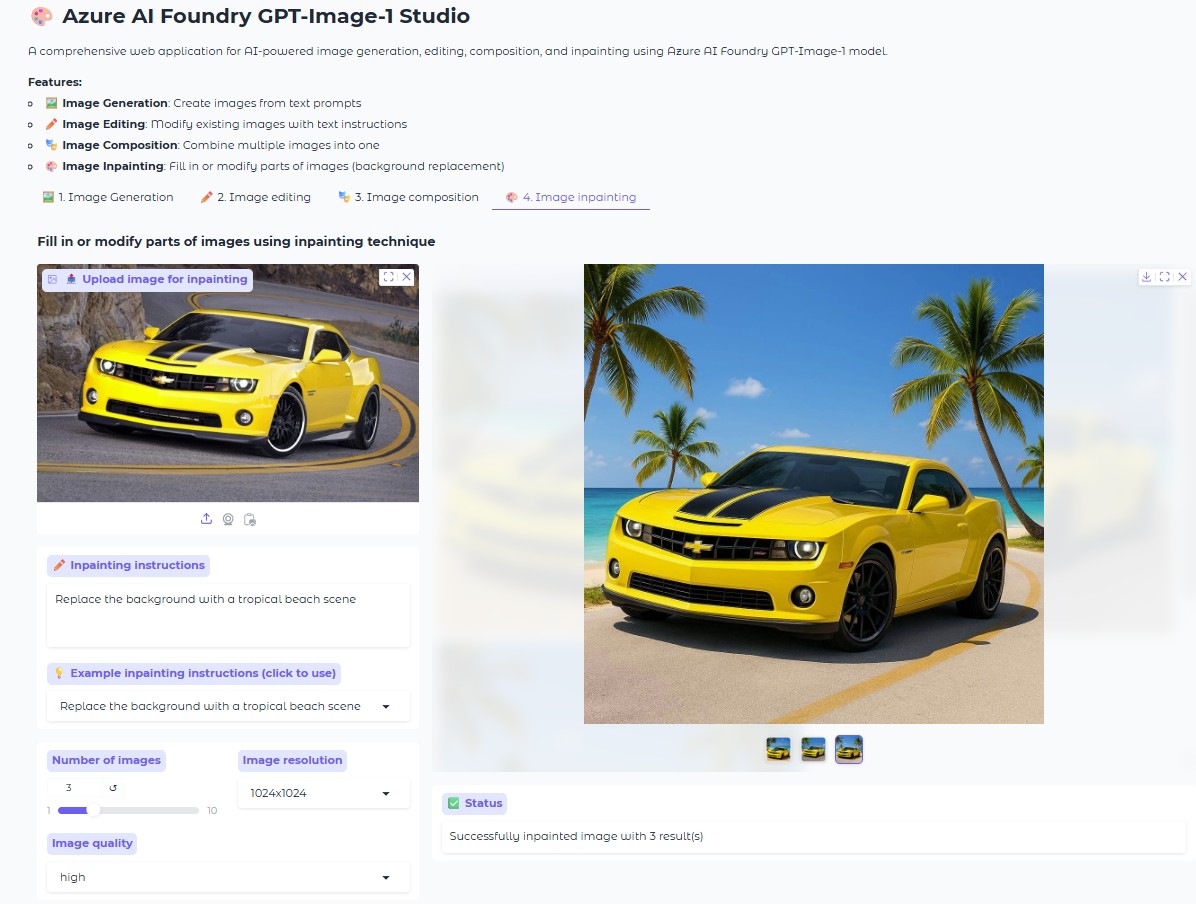 Azure AI Foundry GPT-Image-1 Studio
A comprehensive web application for AI-powered image generation, editing, composition, and inpainting using Azure AI Foundry GPT-Image-1 model.
Features:
Image Generation: Create images from text prompts
Image Editing: Modify existing images with text instructions
Image Composition: Combine multiple images into one
Image Inpainting: Fill in or modify parts of images (background replacement)
1. Image Generation 2. Image editing 3. Image composition 4. Image inpainting
Fill in or modify parts of images using inpainting technique
Upload image for inpainting
Inpainting instructions
Replace the background with a tropical beach scene
Example inpainting instructions (click to use)
Replace the background with a tropical beach scene
Number of images
3
1
10
Image resolution
1024x1024
Image quality
high
Status
Successfully inpainted image with 3 result(s)